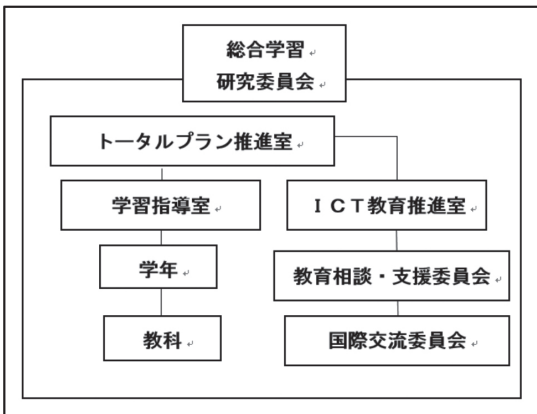 総合学習
研究委員会
トータルプラン推進室
学習指導室
ＩＣＴ教育推進室
学年
教育相談・支援委員会
教科
国際交流委員会